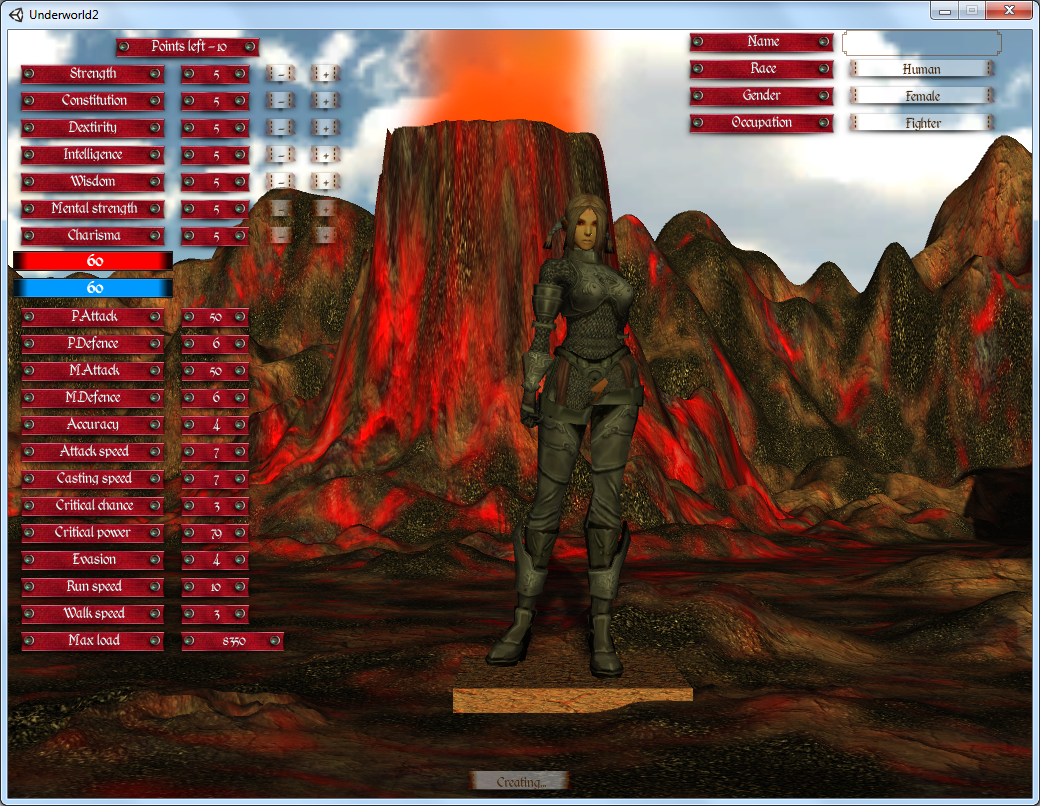 Underworld2
Points left - 10
Strength 5 - +
Constitution 5 - +
Dextirity 5 - +
Intelligence 5 - +
Wisdom 5 - +
Mental strength 5 - +
Charisma 5 - +
60
60
P.Attack 50
P.Defence 6
M.Attack 50
M.Defence 6
Accuracy 4
Attack speed 7
Casting speed 7
Critical chance 3
Critical power 79
Evasion 4
Run speed 10
Walk speed 3
Max load 8350
Name
Race Human
Gender Female
Occupation Fighter
Creating...